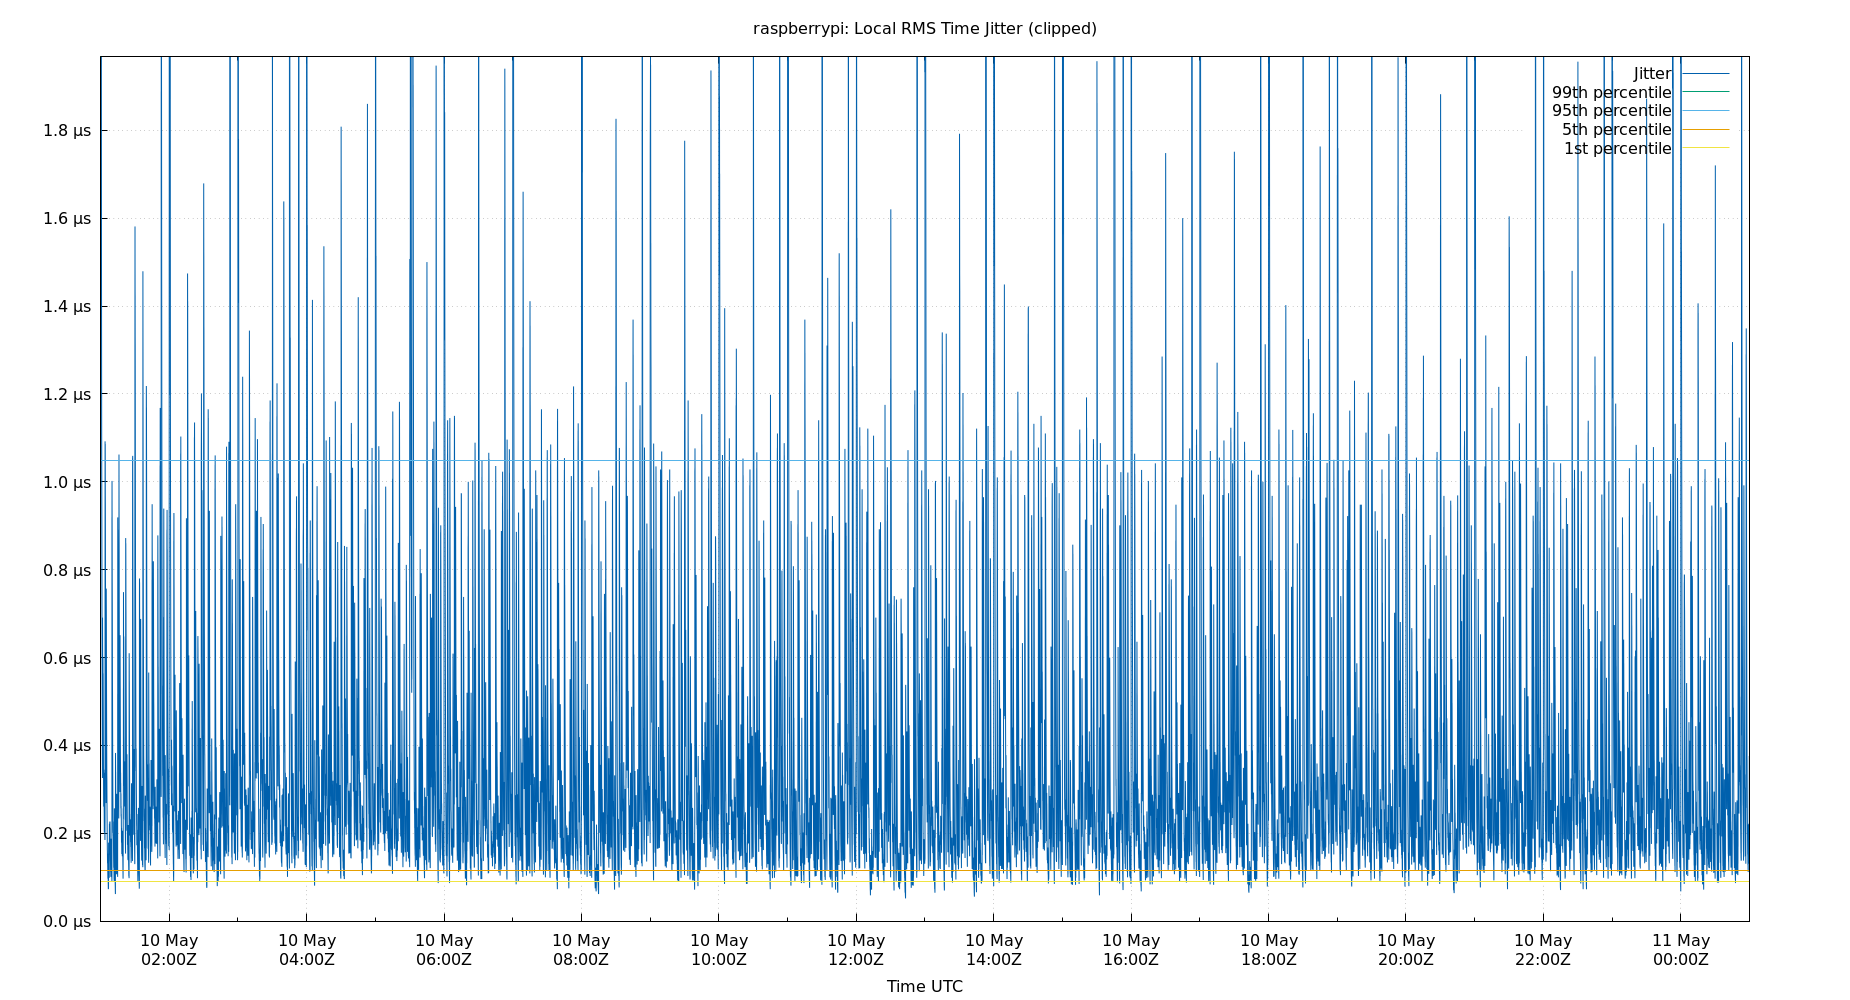 raspberrypi: Local RMS Time Jitter (clipped)
Jitter
99th percentile
95th percentile
5th percentile
1st percentile
1.8 µs
1.6 µs
1.4 µs
1.2 µs
1.0 µs
0.8 µs
0.6 µs
0.4 µs
0.2 µs
0.0 µs
10 May 10 May 10 May 10 May 10 May 10 May 10 May 10 May 10 May 10 May 10 May 11 May
02:00Z 04:00Z 06:00Z 08:00Z 10:00Z 12:00Z 14:00Z 16:00Z 18:00Z 20:00Z 22:00Z 00:00Z
Time UTC